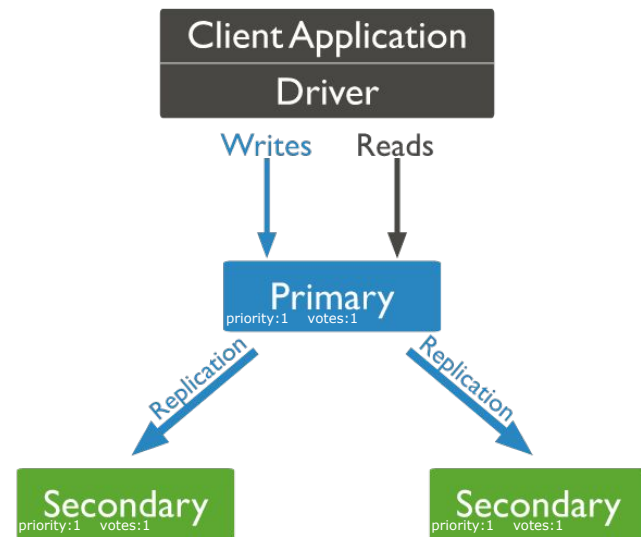 Client Application
Driver
Writes
Reads
Primary
priority:1 votes:1
Replication
Replication
Secondary
priority:1 votes:1
Secondary
priority:1 votes:1